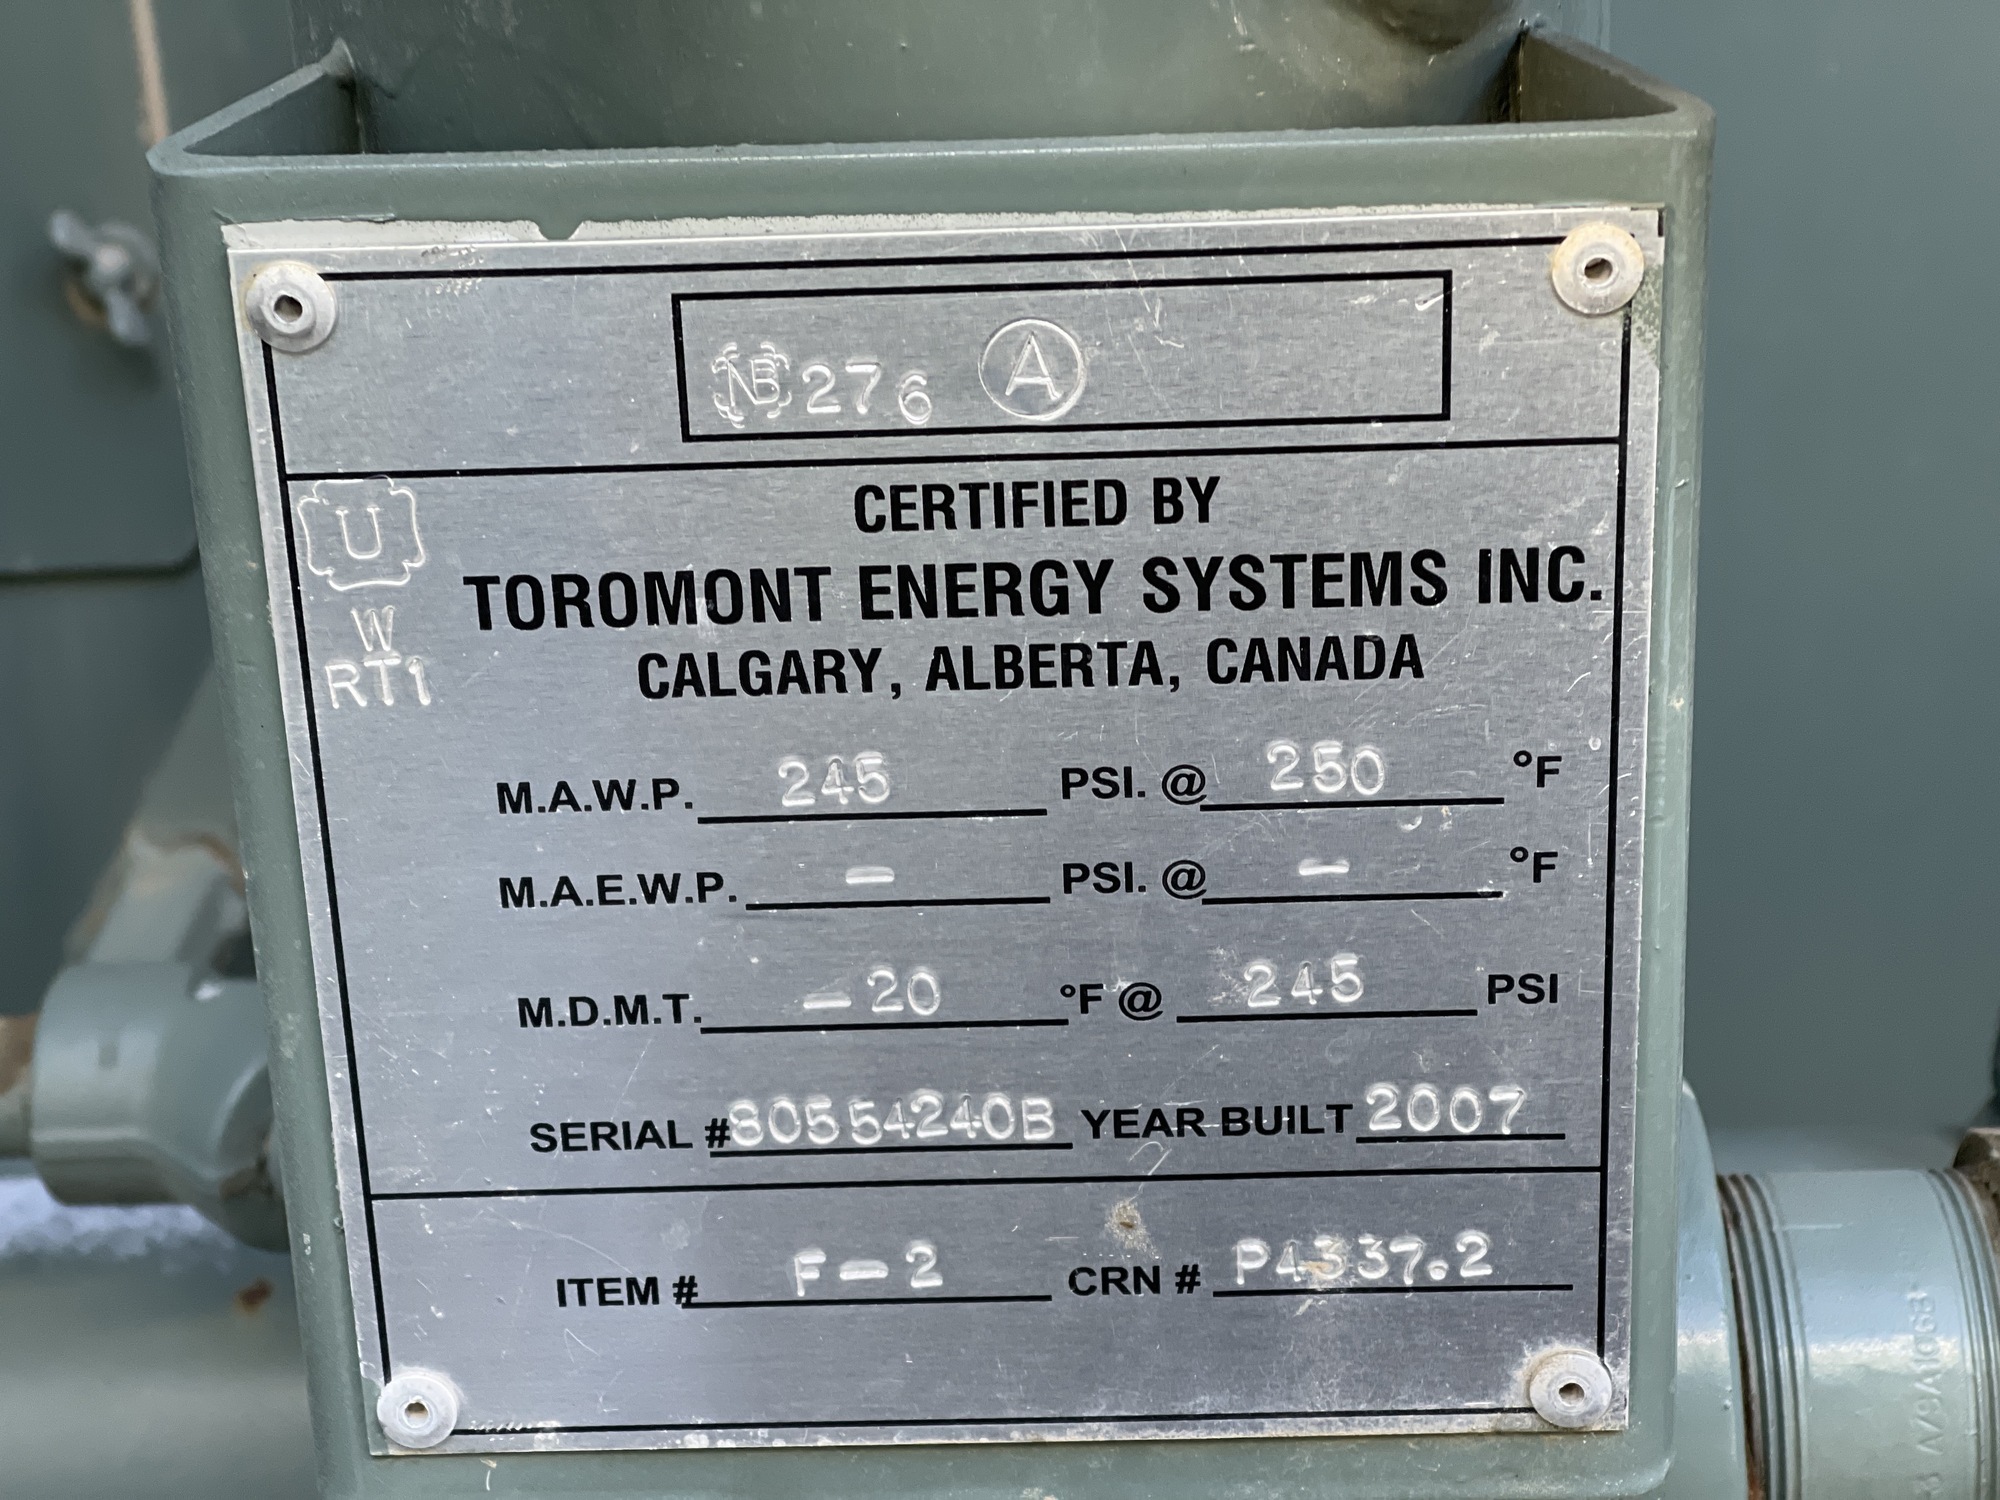 NB 276 A
U
W
RT1
CERTIFIED BY
TOROMONT ENERGY SYSTEMS INC.
CALGARY, ALBERTA, CANADA
M.A.W.P. 245 PSI. @ 250 °F
M.A.E.W.P. – PSI. @ – °F
M.D.M.T. –20 °F @ 245 PSI
SERIAL #80554240B YEAR BUILT 2007
ITEM # F–2 CRN # P4337.2